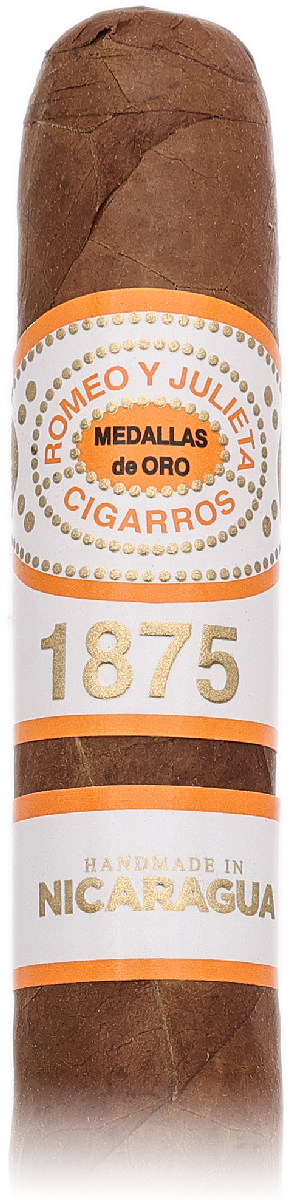 ROMEO Y JULIETA
MEDALLAS
de ORO
CIGARROS
1875
HANDMADE IN
NICARAGUA